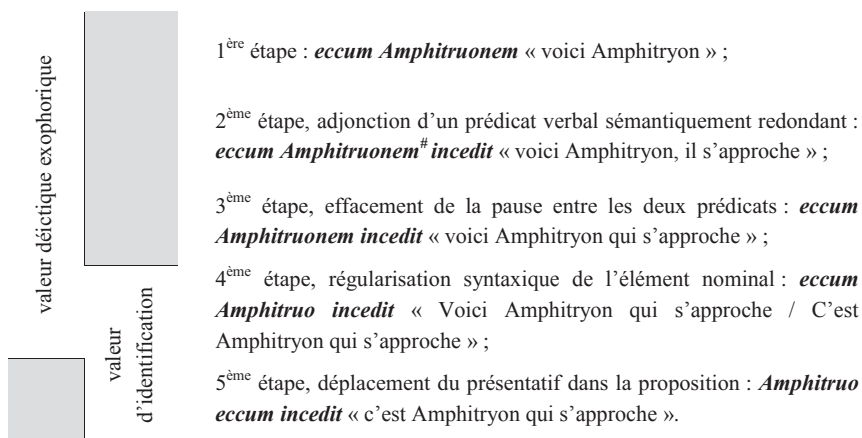 valeur déictique exophorique
valeur
d’identification
1ère étape : eccum Amphitruonem « voici Amphitryon » ;
2ème étape, adjonction d’un prédicat verbal sémantiquement redondant :
eccum Amphitruonem# incedit « voici Amphitryon, il s’approche » ;
3ème étape, effacement de la pause entre les deux prédicats : eccum
Amphitruonem incedit « voici Amphitryon qui s’approche » ;
4ème étape, régularisation syntaxique de l’élément nominal : eccum
Amphitruo incedit « Voici Amphitryon qui s’approche / C’est
Amphitryon qui s’approche » ;
5ème étape, déplacement du présentatif dans la proposition : Amphitruo
eccum incedit « c’est Amphitryon qui s’approche ».